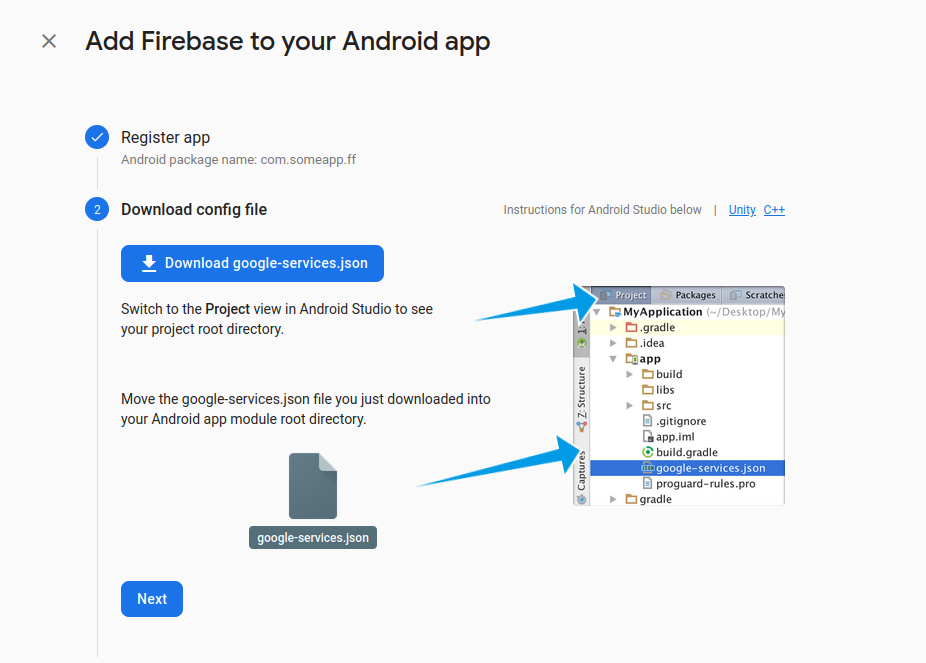 Add Firebase to your Android app
Register app
Android package name: com.someapp.ff
2
Download config file
Instructions for Android Studio below | Unity C++
Download google-services.json
Switch to the Project view in Android Studio to see
your project root directory.
Move the google-services.json file you just downloaded into
your Android app module root directory.
google-services.json
Next
Project Packages Scratche
MyApplication (~/Desktop/My
.gradle
.idea
app
build
libs
src
.gitignore
app.iml
build.gradle
google-services.json
proguard-rules.pro
gradle
Z: Structure
Captures